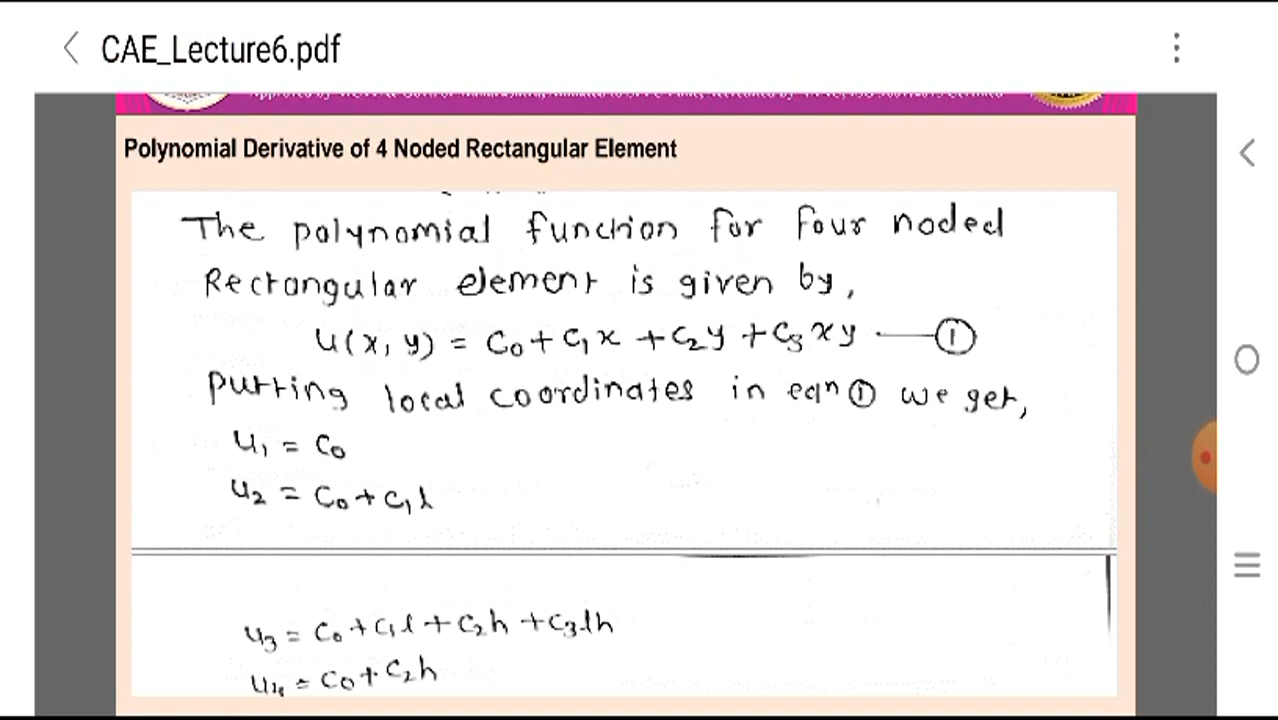 CAE_Lecture6.pdf
Polynomial Derivative of 4 Noded Rectangular Element
The polynomial function for four noded
Rectangular element is given by,
u(x, y) = C₀ + C₁x + C₂y + C₃xy —— ①
putting local coordinates in eqn ① we get,
u₁ = C₀
u₂ = C₀ + C₁l
u₃ = C₀ + C₁l + C₂h + C₃lh
u₄ = C₀ + C₂h